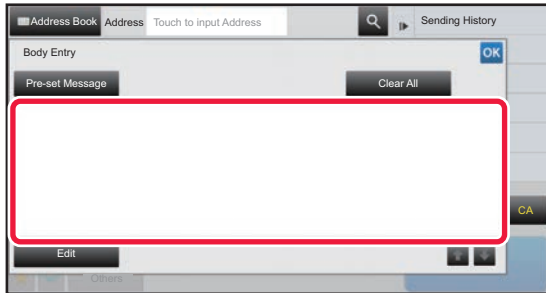 Address Book Address Touch to input Address Sending History
Body Entry OK
Pre-set Message Clear All
CA
Edit
Others